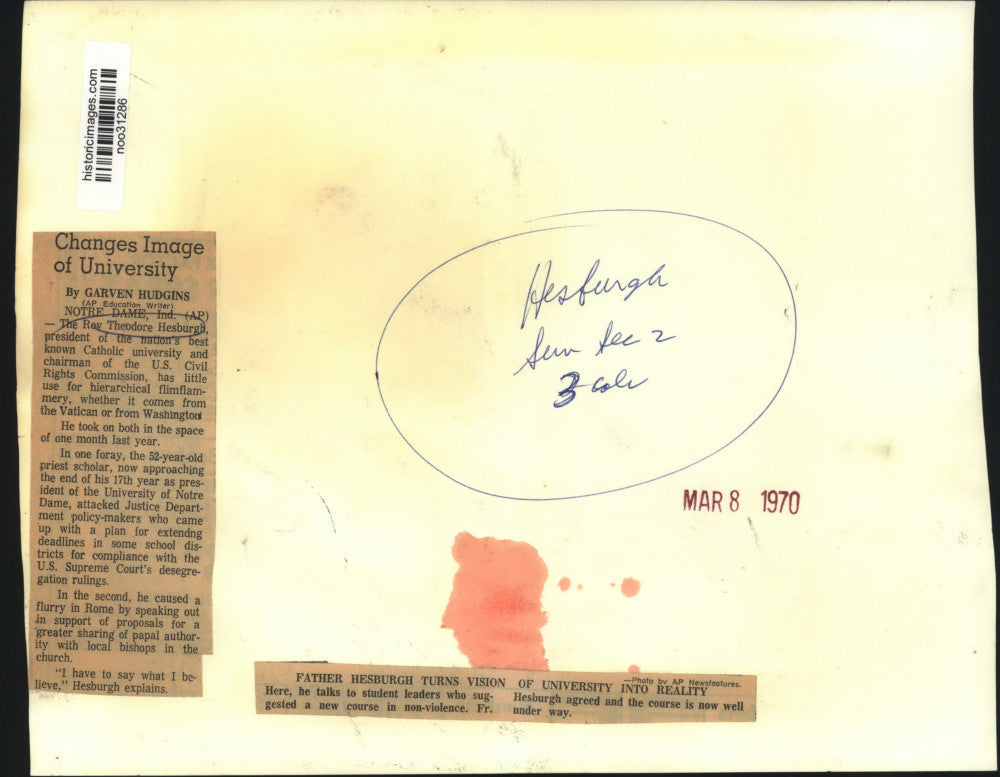 historicimages.com
noo31286
Changes Image
of University
By GARVEN HUDGINS
(AP Education Writer)
NOTRE DAME, Ind. (AP)
— The Rev Theodore Hesburgh,
president of the nation's best
known Catholic university and
chairman of the U.S. Civil
Rights Commission, has little
use for hierarchical flimflam-
mery, whether it comes from
the Vatican or from Washington
He took on both in the space
of one month last year.
In one foray, the 52-year-old
priest scholar, now approaching
the end of his 17th year as pres-
ident of the University of Notre
Dame, attacked Justice Depart-
ment policy-makers who came
up with a plan for extendng
deadlines in some school dis-
tricts for compliance with the
U.S. Supreme Court's desegre-
gation rulings.
In the second, he caused a
flurry in Rome by speaking out
in support of proposals for a
greater sharing of papal author-
ity with local bishops in the
church.
"I have to say what I be-
lieve," Hesburgh explains.
Hesburgh
Sun Sec 2
3 cols
MAR 8 1970
—Photo by AP Newsfeatures.
FATHER HESBURGH TURNS VISION OF UNIVERSITY INTO REALITY
Here, he talks to student leaders who sug-
gested a new course in non-violence. Fr.
Hesburgh agreed and the course is now well
under way.